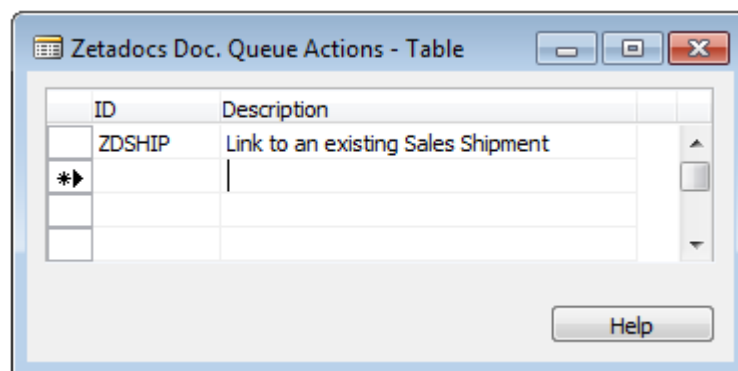 Zetadocs Doc. Queue Actions - Table
ID Description
ZDSHIP Link to an existing Sales Shipment
Help